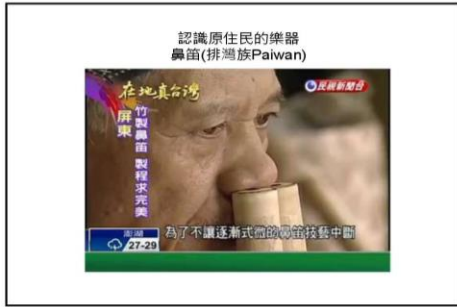 認識原住民的樂器
鼻笛(排灣族Paiwan)
在地真台灣
民視新聞台
屏東
竹製鼻笛 製程求完美
澎湖
27-29
為了不讓逐漸式微的鼻笛技藝中斷